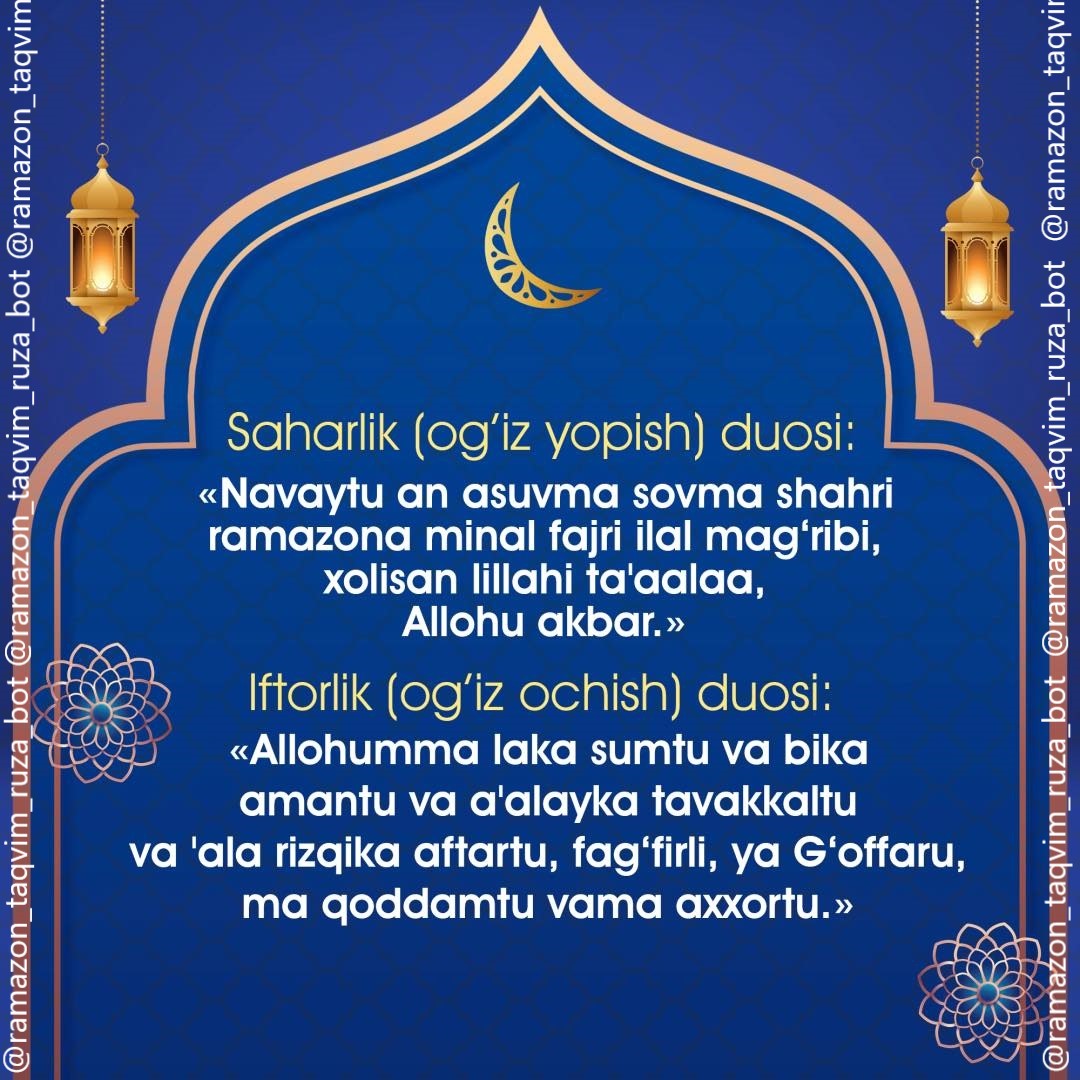 Saharlik (og‘iz yopish) duosi:
«Navaytu an asuvma sovma shahri
ramazona minal fajri ilal mag‘ribi,
xolisan lillahi ta'aalaa,
Allohu akbar.»
Iftorlik (og‘iz ochish) duosi:
«Allohumma laka sumtu va bika
amantu va a'alayka tavakkaltu
va 'ala rizqika aftartu, fag‘firli, ya G‘offaru,
ma qoddamtu vama axxortu.»
@ramazon_taqvim_ruza_bot @ramazon_taqvim_ruza_bot @ramazon_taqvim
@ramazon_taqvim_ruza_bot @ramazon_taqvim_ruza_bot @ramazon_taqvim